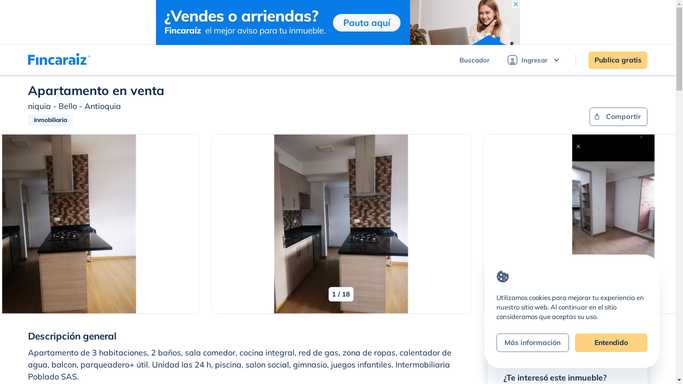 ¿Vendes o arriendas?
Fincaraíz el mejor aviso para tu inmueble.
Pauta aquí
Fincaraíz
Buscador
Ingresar
Publica gratis
Apartamento en venta
niquia - Bello - Antioquia
Inmobiliaria
Compartir
1 / 18
Utilizamos cookies para mejorar tu experiencia en
nuestro sitio web. Al continuar en el sitio
consideramos que aceptas su uso.
Más información
Entendido
Descripción general
Apartamento de 3 habitaciones, 2 baños, sala comedor, cocina integral, red de gas, zona de ropas, calentador de
agua, balcon, parqueadero+ útil. Unidad las 24 h, piscina, salon social, gimnasio, juegos infantiles. Intermobiliaria
Poblado SAS.
¿Te interesó este inmueble?